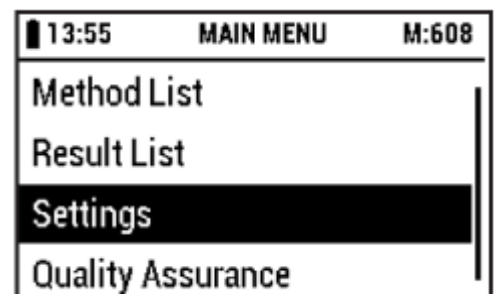 13:55 MAIN MENU M:608
Method List
Result List
Settings
Quality Assurance